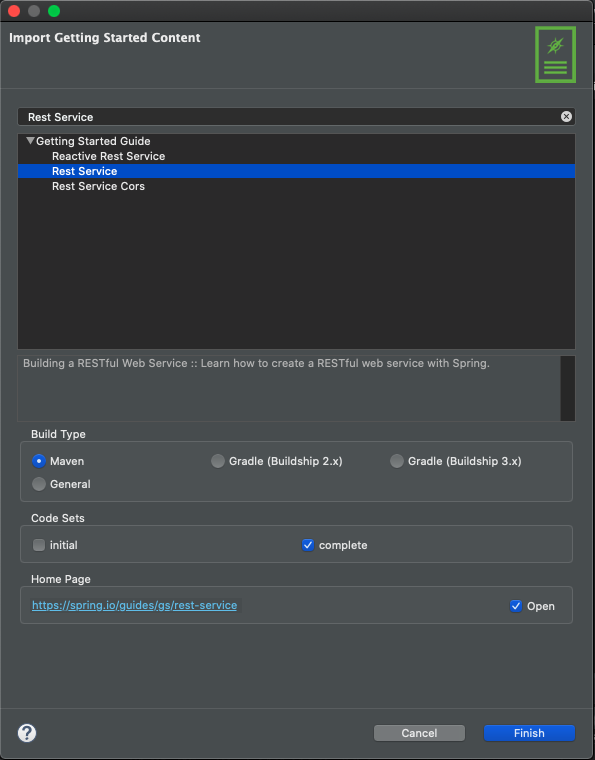 Import Getting Started Content
Rest Service
Getting Started Guide
Reactive Rest Service
Rest Service
Rest Service Cors
Building a RESTful Web Service :: Learn how to create a RESTful web service with Spring.
Build Type
Maven
Gradle (Buildship 2.x)
Gradle (Buildship 3.x)
General
Code Sets
initial
complete
Home Page
https://spring.io/guides/gs/rest-service
Open
?
Cancel
Finish